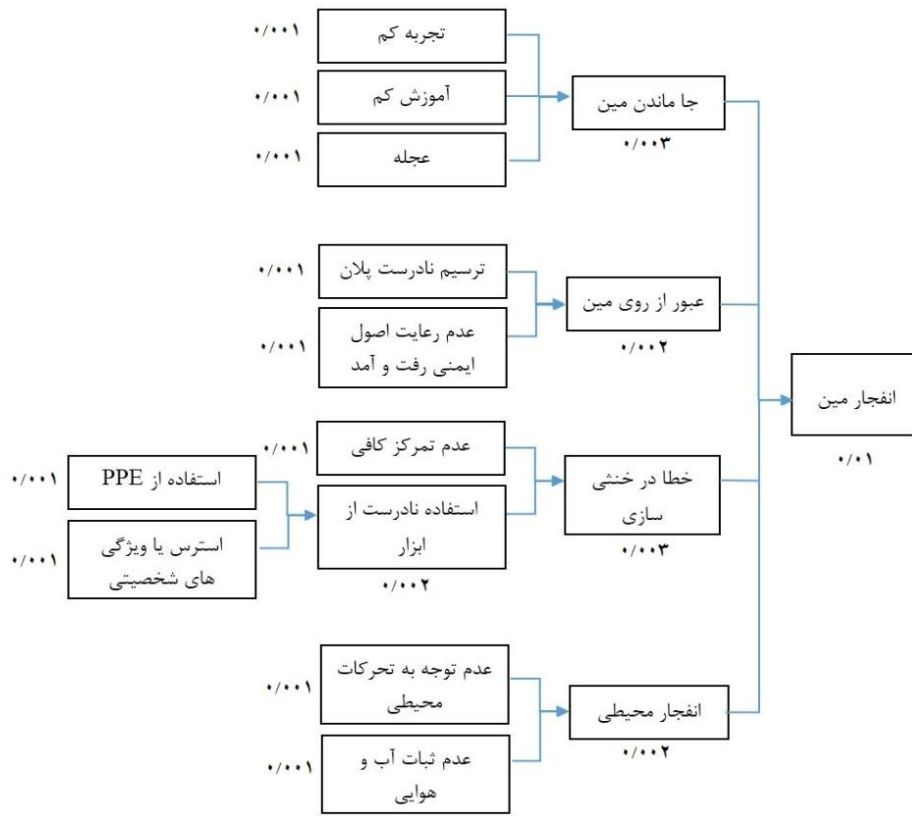 تجربه کم
۰/۰۰۱
آموزش کم
۰/۰۰۱
عجله
۰/۰۰۱
جا ماندن مین
۰/۰۰۳
ترسیم نادرست پلان
۰/۰۰۱
عدم رعایت اصول
ایمنی رفت و آمد
۰/۰۰۱
عبور از روی مین
۰/۰۰۲
انفجار مین
۰/۰۱
عدم تمرکز کافی
۰/۰۰۱
استفاده نادرست از
ابزار
۰/۰۰۲
خطا در خنثی
سازی
۰/۰۰۳
استفاده از PPE
۰/۰۰۱
استرس یا ویژگی
های شخصیتی
۰/۰۰۱
عدم توجه به تحرکات
محیطی
۰/۰۰۱
عدم ثبات آب و
هوایی
۰/۰۰۱
انفجار محیطی
۰/۰۰۲